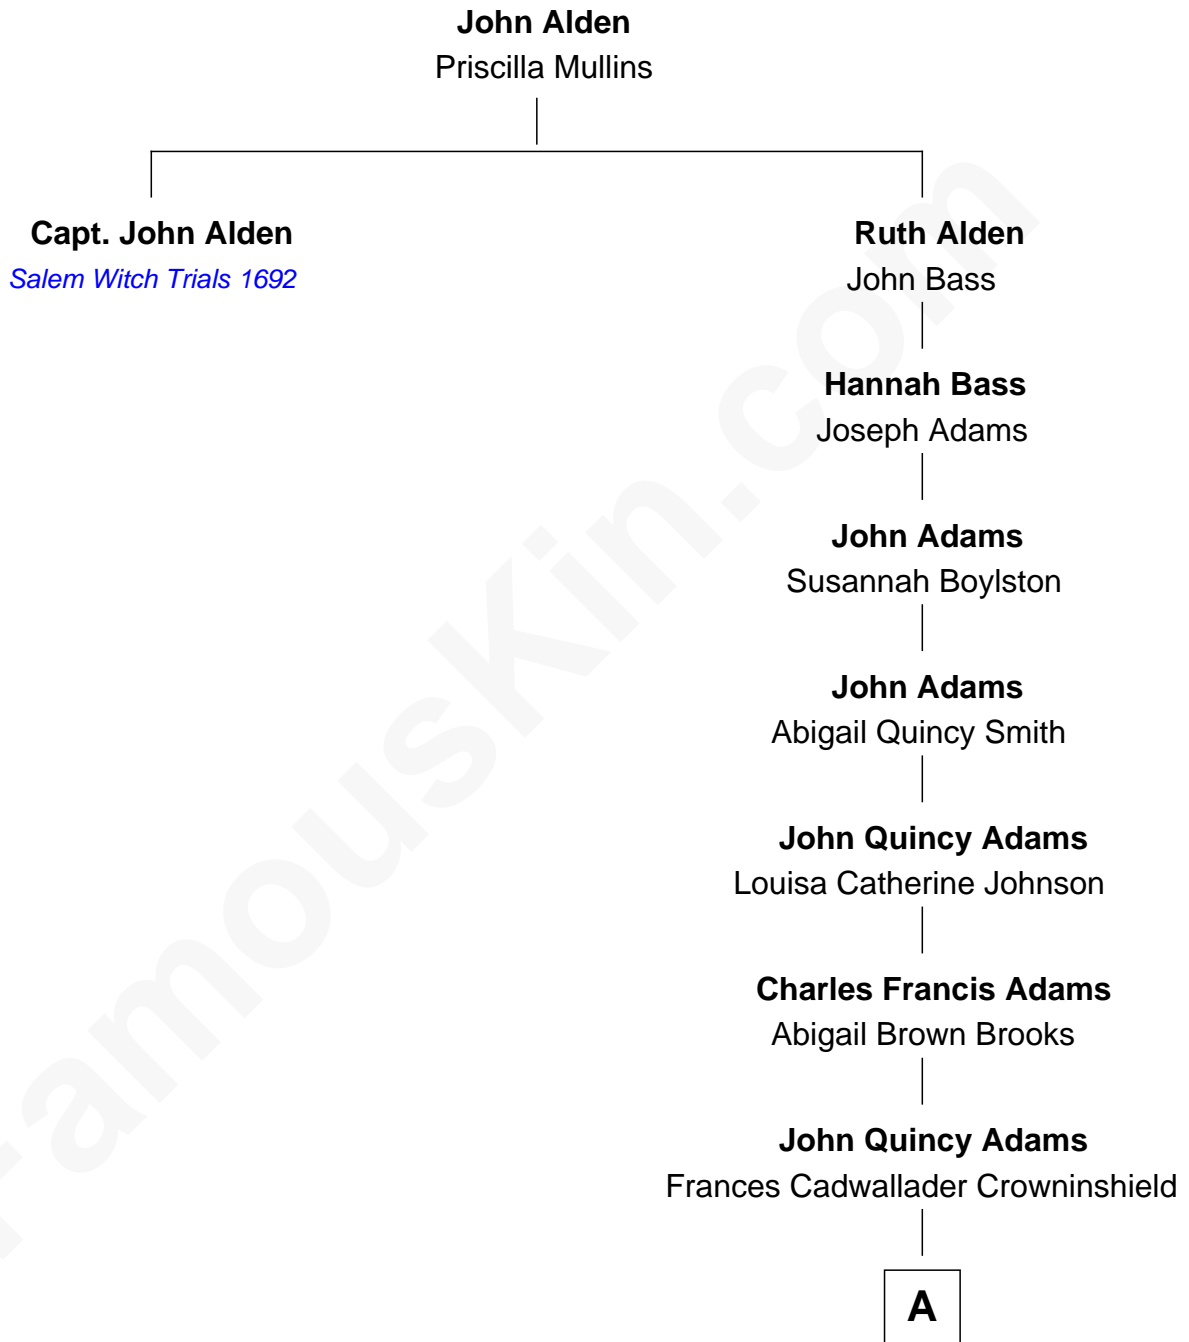 John Alden
Priscilla Mullins
Capt. John Alden
Salem Witch Trials 1692
Ruth Alden
John Bass
Hannah Bass
Joseph Adams
John Adams
Susannah Boylston
John Adams
Abigail Quincy Smith
John Quincy Adams
Louisa Catherine Johnson
Charles Francis Adams
Abigail Brown Brooks
John Quincy Adams
Frances Cadwallader Crowninshield
A
FamousKin.com